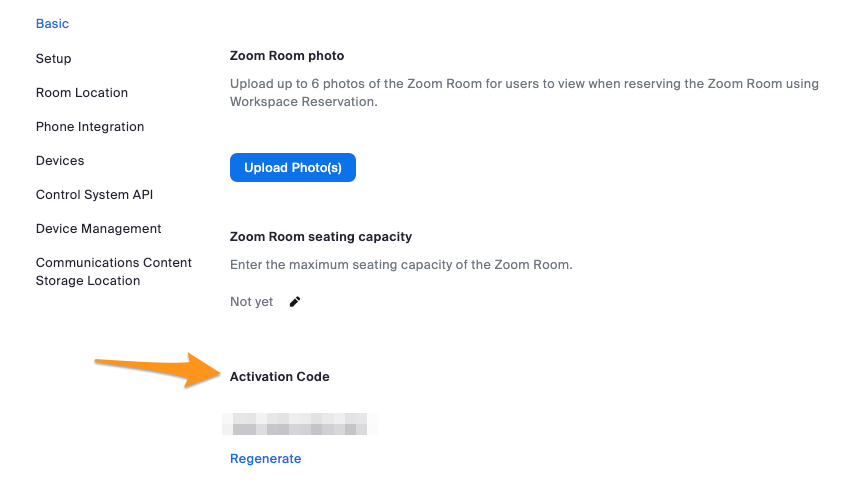 Basic
Setup
Room Location
Phone Integration
Devices
Control System API
Device Management
Communications Content
Storage Location
Zoom Room photo
Upload up to 6 photos of the Zoom Room for users to view when reserving the Zoom Room using
Workspace Reservation.
Upload Photo(s)
Zoom Room seating capacity
Enter the maximum seating capacity of the Zoom Room.
Not yet
Activation Code
Regenerate